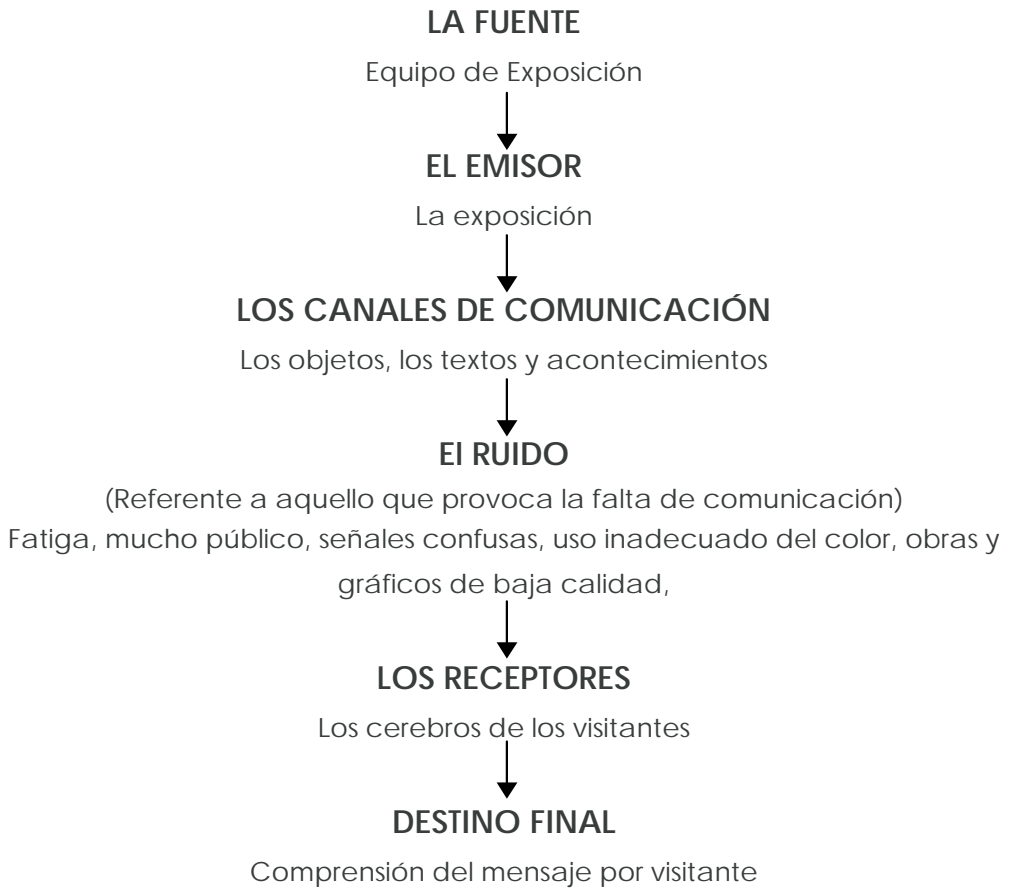 LA FUENTE
Equipo de Exposición
EL EMISOR
La exposición
LOS CANALES DE COMUNICACIÓN
Los objetos, los textos y acontecimientos
El RUIDO
(Referente a aquello que provoca la falta de comunicación)
Fatiga, mucho público, señales confusas, uso inadecuado del color, obras y
gráficos de baja calidad,
LOS RECEPTORES
Los cerebros de los visitantes
DESTINO FINAL
Comprensión del mensaje por visitante